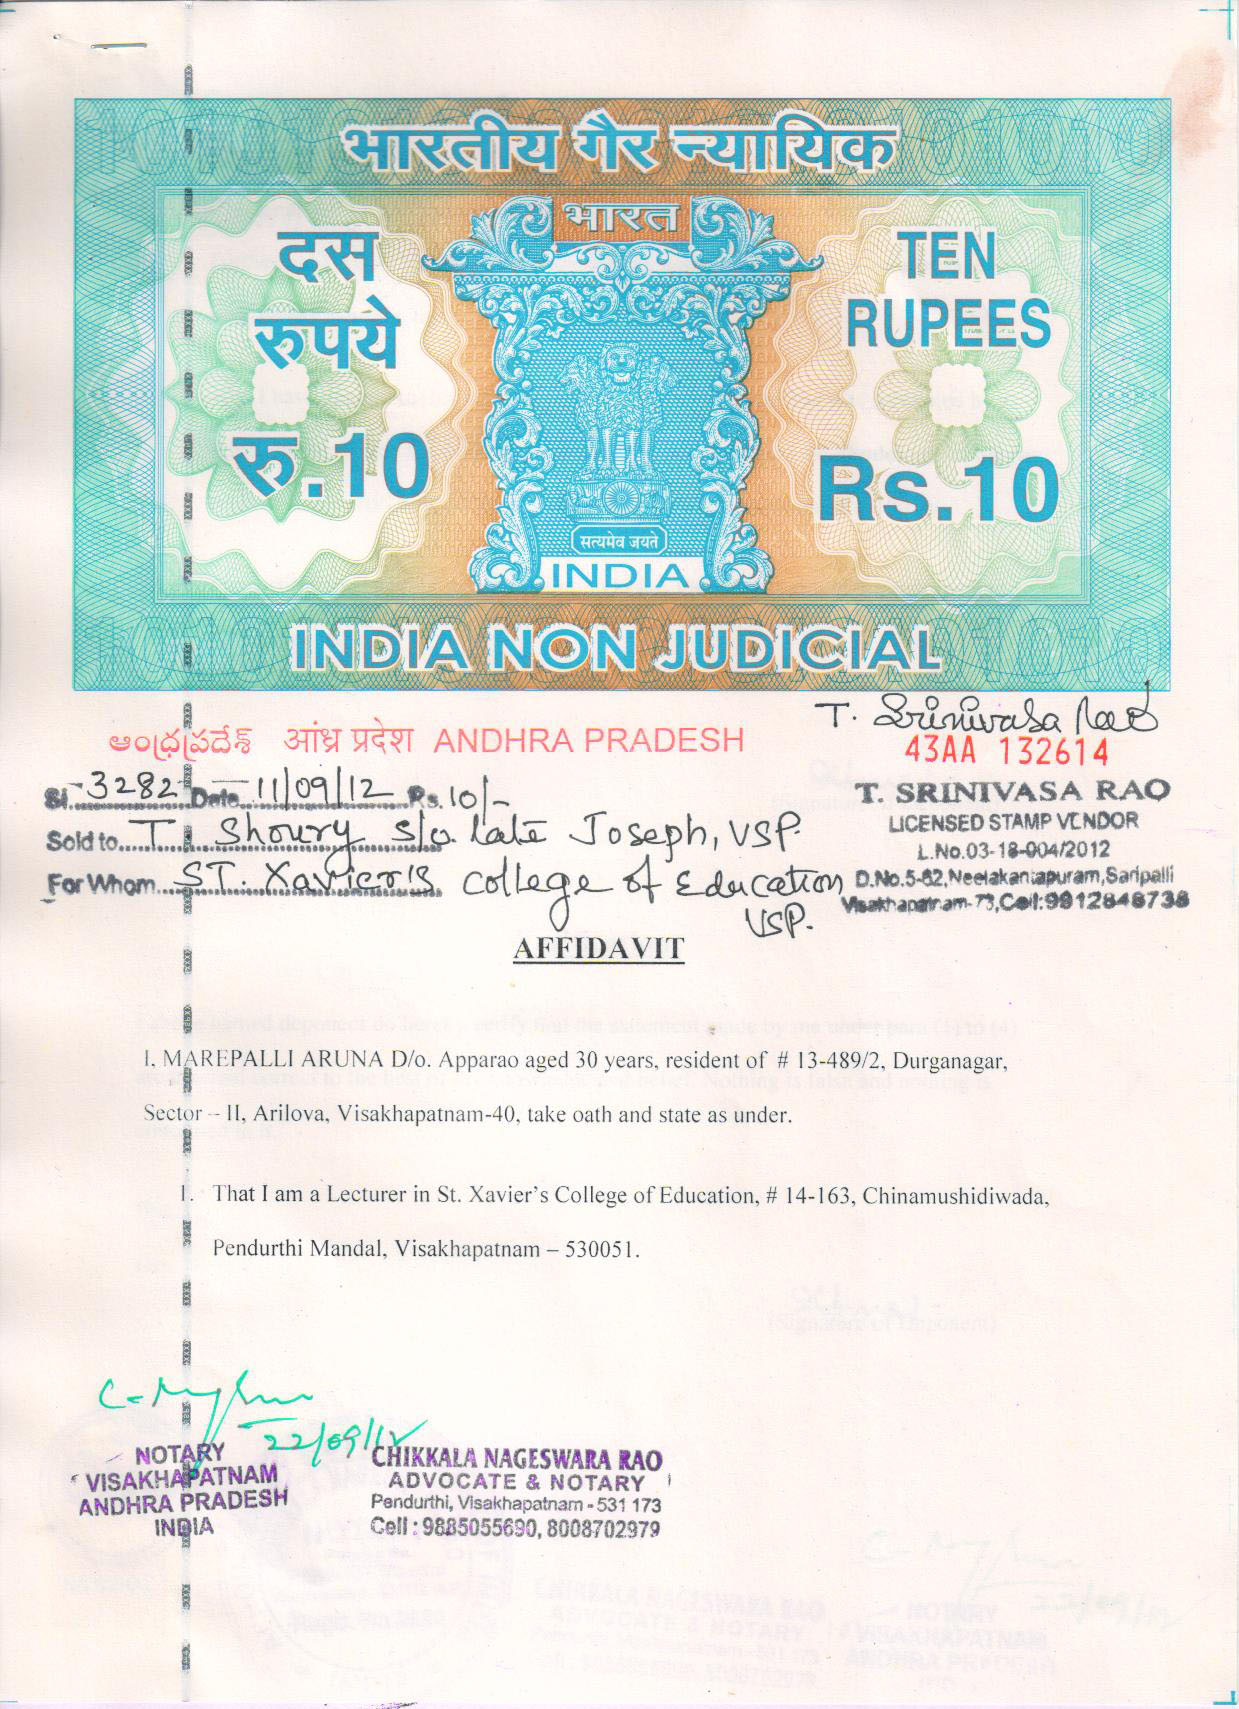 भारतीय गैर न्यायिक
भारत
दस
रुपये
रु.10
TEN
RUPEES
Rs.10
सत्यमेव जयते
INDIA
INDIA NON JUDICIAL
T. Srinivasa Rao
ఆంధ్రప్రదేశ్ आंध्र प्रदेश ANDHRA PRADESH
43AA 132614
Sl. 3282 Date 11/09/12 Rs. 10/-
Sold to T. Shoury s/o. late Joseph, VSP.
For Whom ST. Xavier's College of Education
VSP.
T. SRINIVASA RAO
LICENSED STAMP VENDOR
L.No.03-18-004/2012
D.No.5-62, Neelakantapuram, Saripalli
Visakhapatnam-73, Cell:9912848738
AFFIDAVIT
I, MAREPALLI ARUNA D/o. Apparao aged 30 years, resident of # 13-489/2, Durganagar,
Sector – II, Arilova, Visakhapatnam-40, take oath and state as under.
1. That I am a Lecturer in St. Xavier's College of Education, # 14-163, Chinamushidiwada,
Pendurthi Mandal, Visakhapatnam – 530051.
22/09/12
NOTARY
VISAKHAPATNAM
ANDHRA PRADESH
INDIA
CHIKKALA NAGESWARA RAO
ADVOCATE & NOTARY
Pendurthi, Visakhapatnam - 531 173
Cell : 9885055690, 8008702979